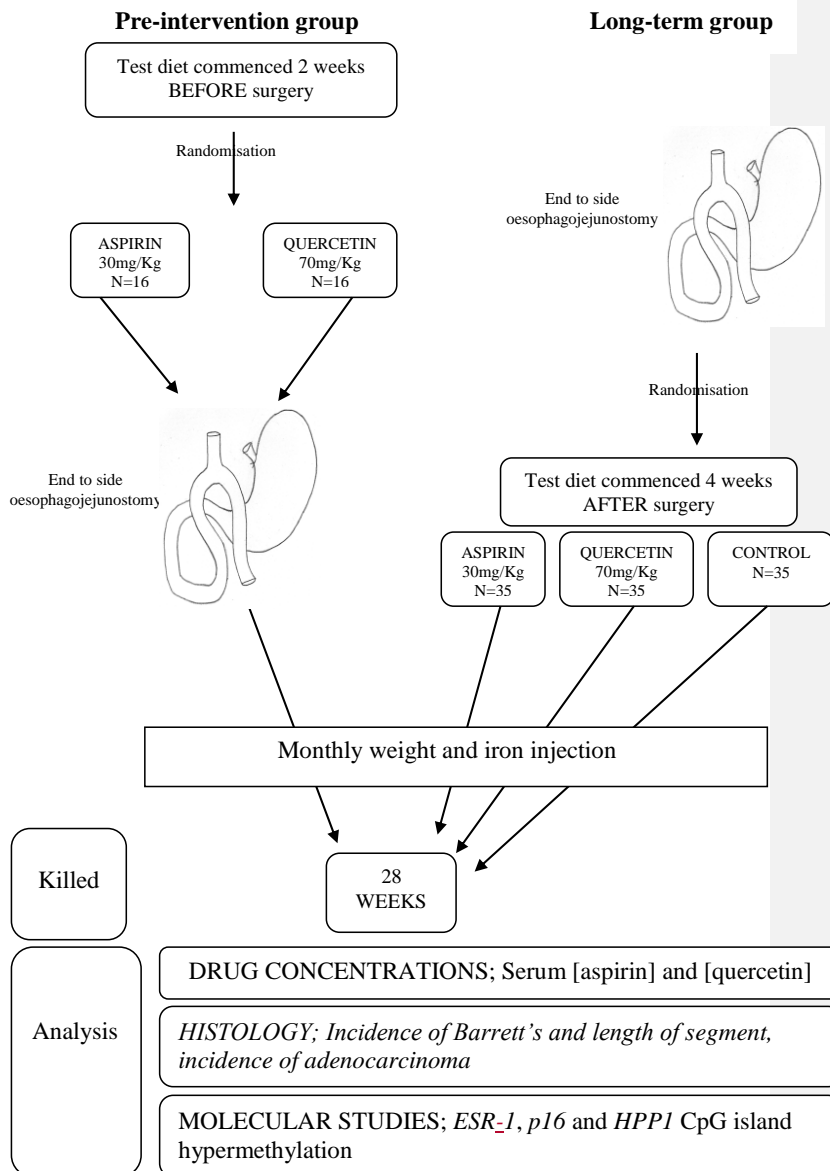 Pre-intervention group
Long-term group
Test diet commenced 2 weeks
BEFORE surgery
Randomisation
ASPIRIN
30mg/Kg
N=16
QUERCETIN
70mg/Kg
N=16
End to side
oesophagojejunostomy
End to side
oesophagojejunostomy
Randomisation
Test diet commenced 4 weeks
AFTER surgery
ASPIRIN
30mg/Kg
N=35
QUERCETIN
70mg/Kg
N=35
CONTROL
N=35
Monthly weight and iron injection
Killed
28
WEEKS
Analysis
DRUG CONCENTRATIONS; Serum [aspirin] and [quercetin]
HISTOLOGY; Incidence of Barrett’s and length of segment,
incidence of adenocarcinoma
MOLECULAR STUDIES; ESR-1, p16 and HPP1 CpG island
hypermethylation